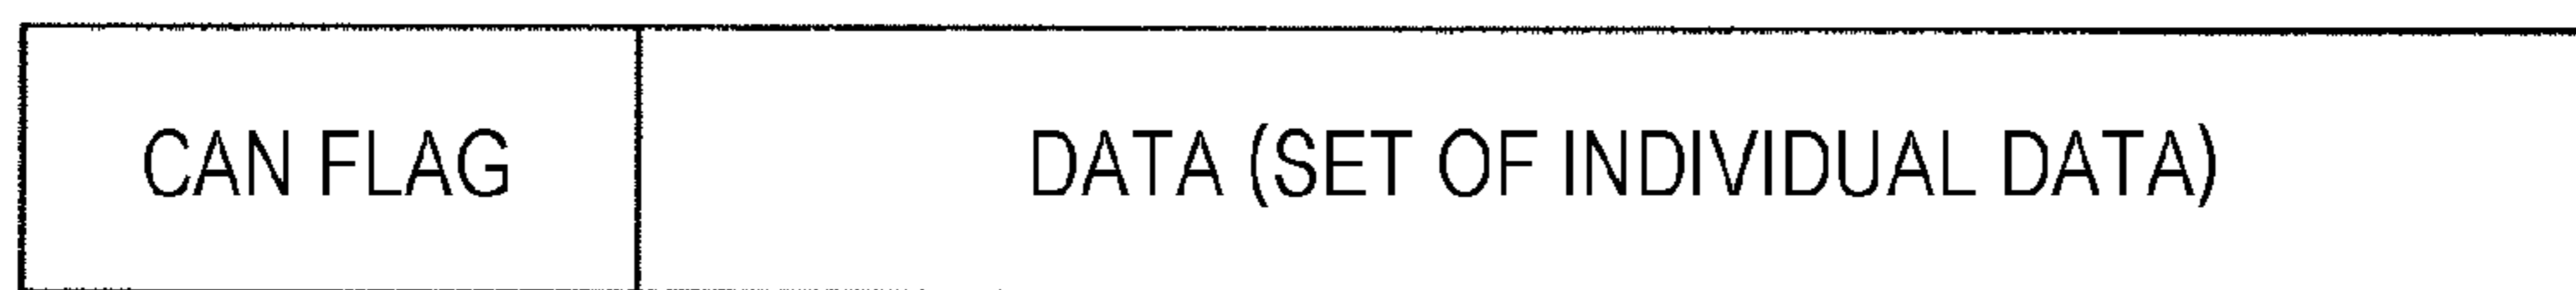 CAN FLAG
DATA (SET OF INDIVIDUAL DATA)